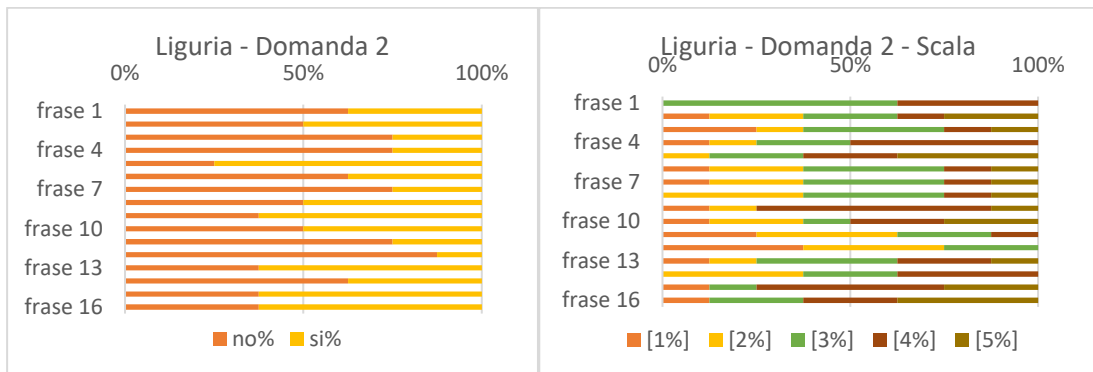 Liguria - Domanda 2
0% 50% 100%
frase 1
frase 4
frase 7
frase 10
frase 13
frase 16
no% si%
Liguria - Domanda 2 - Scala
0% 50% 100%
frase 1
frase 4
frase 7
frase 10
frase 13
frase 16
[1%] [2%] [3%] [4%] [5%]